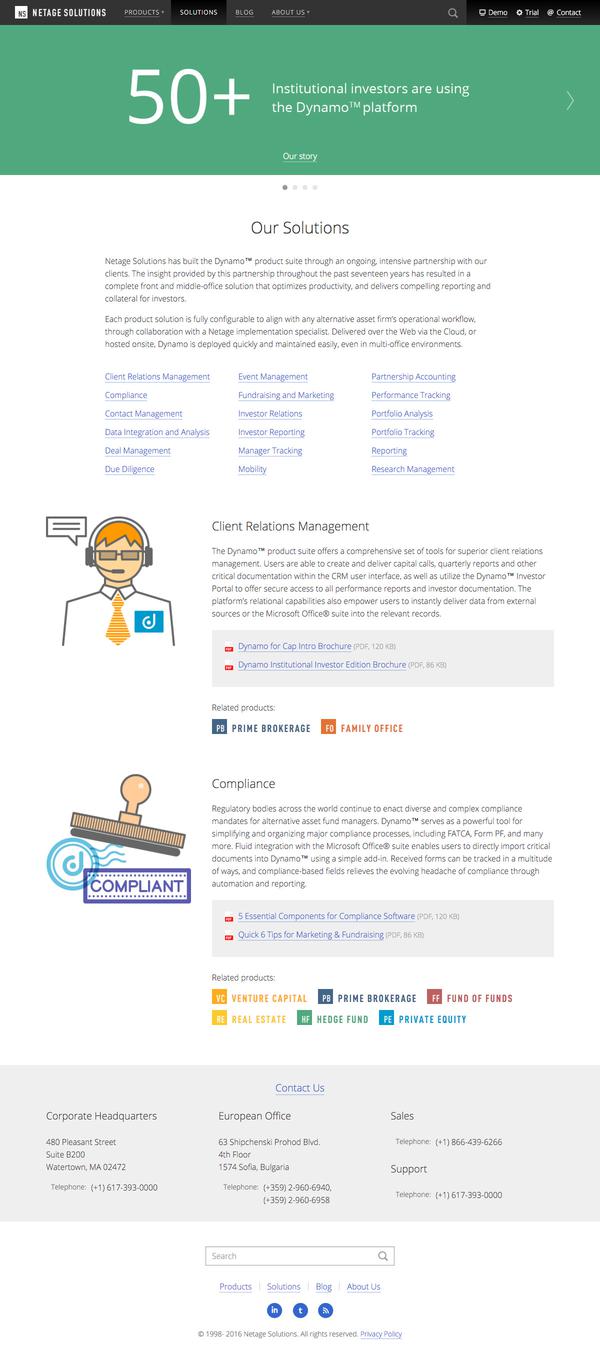 NS NETAGE SOLUTIONS PRODUCTS SOLUTIONS BLOG ABOUT US Demo Trial @ Contact
50+
Institutional investors are using
the Dynamo™ platform
Our story
Our Solutions
Netage Solutions has built the Dynamo™ product suite through an ongoing, intensive partnership with our
clients. The insight provided by this partnership throughout the past seventeen years has resulted in a
complete front and middle-office solution that optimizes productivity, and delivers compelling reporting and
collateral for investors.
Each product solution is fully configurable to align with any alternative asset firm's operational workflow,
through collaboration with a Netage implementation specialist. Delivered over the Web via the Cloud, or
hosted onsite, Dynamo is deployed quickly and maintained easily, even in multi-office environments.
Client Relations Management Event Management Partnership Accounting
Compliance Fundraising and Marketing Performance Tracking
Contact Management Investor Relations Portfolio Analysis
Data Integration and Analysis Investor Reporting Portfolio Tracking
Deal Management Manager Tracking Reporting
Due Diligence Mobility Research Management
Client Relations Management
The Dynamo™ product suite offers a comprehensive set of tools for superior client relations
management. Users are able to create and deliver capital calls, quarterly reports and other
critical documentation within the CRM user interface, as well as utilize the Dynamo™ Investor
Portal to offer secure access to all performance reports and investor documentation. The
platform's relational capabilities also empower users to instantly deliver data from external
sources or the Microsoft Office® suite into the relevant records.
Dynamo for Cap Intro Brochure (PDF, 120 KB)
Dynamo Institutional Investor Edition Brochure (PDF, 86 KB)
Related products:
PB PRIME BROKERAGE FO FAMILY OFFICE
Compliance
Regulatory bodies across the world continue to enact diverse and complex compliance
mandates for alternative asset fund managers. Dynamo™ serves as a powerful tool for
simplifying and organizing major compliance processes, including FATCA, Form PF, and many
more. Fluid integration with the Microsoft Office® suite enables users to directly import critical
documents into Dynamo™ using a simple add-in. Received forms can be tracked in a multitude
of ways, and compliance-based fields relieves the evolving headache of compliance through
automation and reporting.
COMPLIANT
5 Essential Components for Compliance Software (PDF, 120 KB)
Quick 6 Tips for Marketing & Fundraising (PDF, 86 KB)
Related products:
VC VENTURE CAPITAL PB PRIME BROKERAGE FF FUND OF FUNDS
RE REAL ESTATE HF HEDGE FUND PE PRIVATE EQUITY
Contact Us
Corporate Headquarters European Office Sales
480 Pleasant Street 63 Shipchenski Prohod Blvd. Telephone: (+1) 866-439-6266
Suite B200 4th Floor
Watertown, MA 02472 1574 Sofia, Bulgaria Support
Telephone: (+1) 617-393-0000 Telephone: (+359) 2-960-6940, Telephone: (+1) 617-393-0000
(+359) 2-960-6958
Search
Products Solutions Blog About Us
© 1998- 2016 Netage Solutions. All rights reserved. Privacy Policy